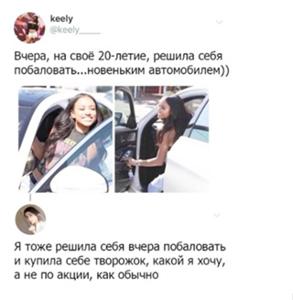 keely
@keely_____
Вчера, на своё 20-летие, решила себя
побаловать...новеньким автомобилем))
Я тоже решила себя вчера побаловать
и купила себе творожок, какой я хочу,
а не по акции, как обычно